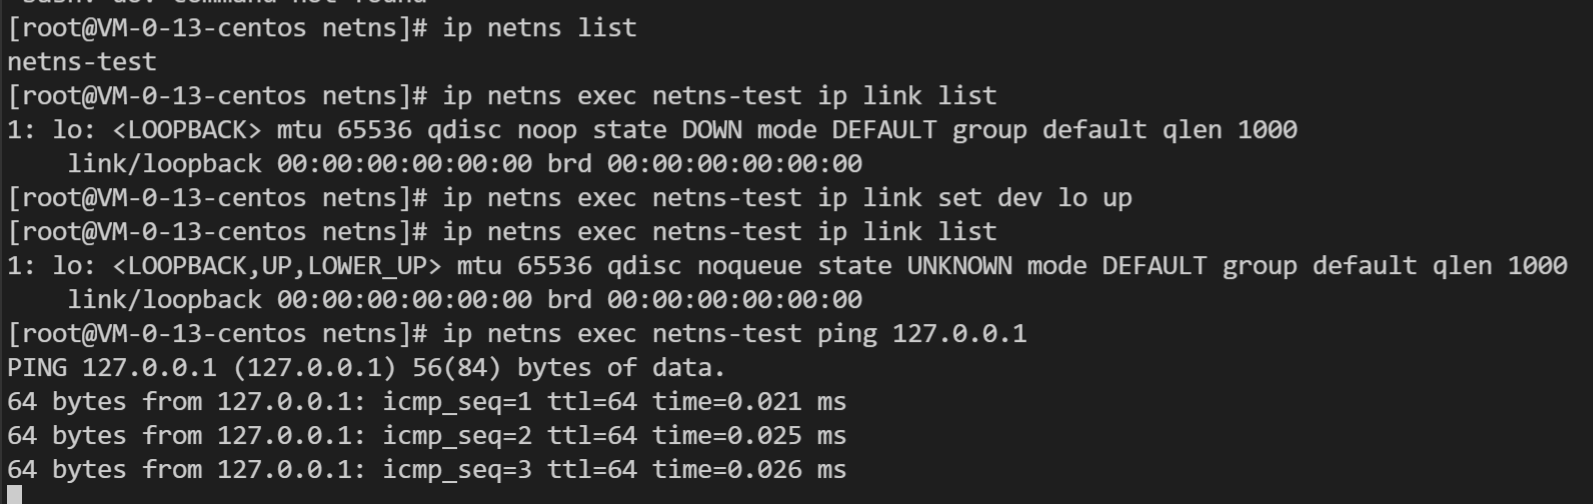 command not found
[root@VM-0-13-centos netns]# ip netns list
netns-test
[root@VM-0-13-centos netns]# ip netns exec netns-test ip link list
1: lo: <LOOPBACK> mtu 65536 qdisc noop state DOWN mode DEFAULT group default qlen 1000
    link/loopback 00:00:00:00:00:00 brd 00:00:00:00:00:00
[root@VM-0-13-centos netns]# ip netns exec netns-test ip link set dev lo up
[root@VM-0-13-centos netns]# ip netns exec netns-test ip link list
1: lo: <LOOPBACK,UP,LOWER_UP> mtu 65536 qdisc noqueue state UNKNOWN mode DEFAULT group default qlen 1000
    link/loopback 00:00:00:00:00:00 brd 00:00:00:00:00:00
[root@VM-0-13-centos netns]# ip netns exec netns-test ping 127.0.0.1
PING 127.0.0.1 (127.0.0.1) 56(84) bytes of data.
64 bytes from 127.0.0.1: icmp_seq=1 ttl=64 time=0.021 ms
64 bytes from 127.0.0.1: icmp_seq=2 ttl=64 time=0.025 ms
64 bytes from 127.0.0.1: icmp_seq=3 ttl=64 time=0.026 ms